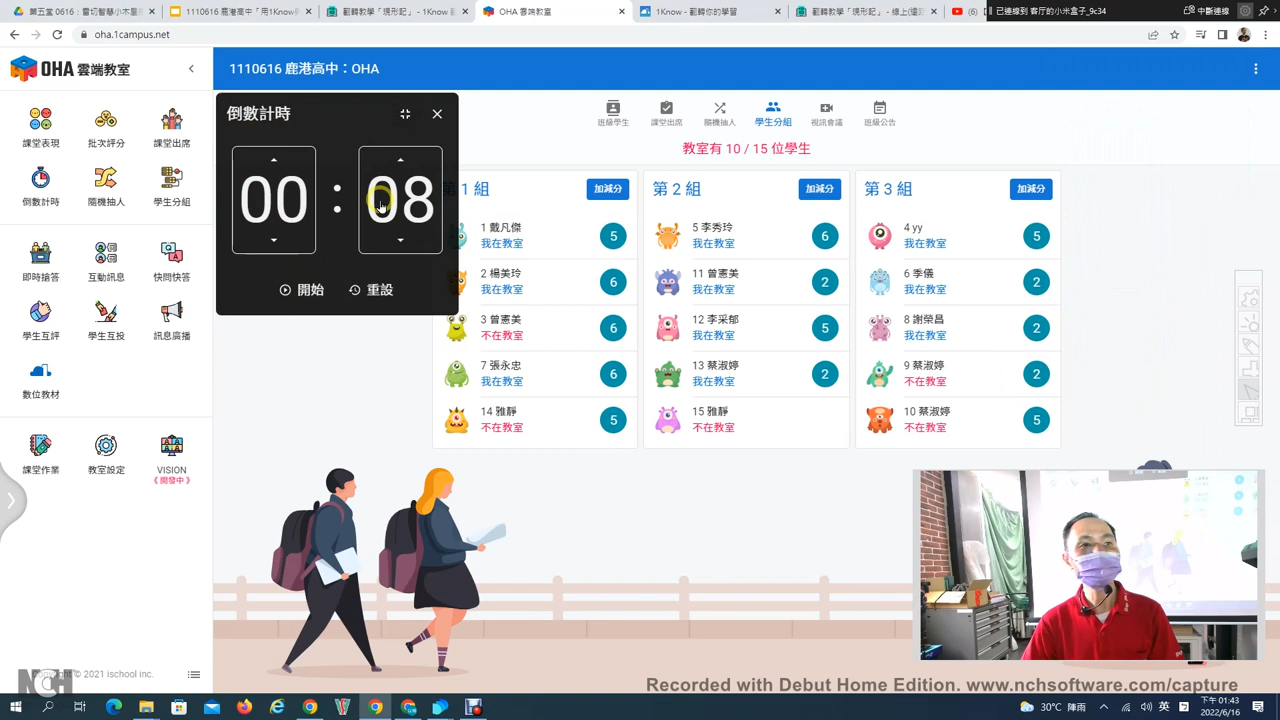 第五堂 0616：雷切智慧小木屋
1110616 鹿港高中「用1Know
範輯教學「現形記」- 1Know
OHA 雲端教室
1Know - 範輯你的學習
範輯教學「現形記」- 線上
(6)
已連線到 客厅的小米盒子_9c34
中斷連線
oha.1campus.net
OHA 雲端教室
1110616 鹿港高中：OHA
課堂表現
批次評分
課堂出席
倒數計時
隨機抽人
學生分組
即時搶答
互動訊息
快問快答
學生互評
學生互投
訊息廣播
數位教材
課堂作業
教室設定
VISION
《 開發中 》
倒數計時
00 : 08
開始
重設
班級學生
課堂出席
隨機抽人
學生分組
視訊會議
班級公告
教室有 10 / 15 位學生
第 1 組
加減分
1 戴凡傑
我在教室
5
2 楊美玲
我在教室
6
3 曾憲美
不在教室
6
7 張永忠
我在教室
6
14 雅靜
不在教室
5
第 2 組
加減分
5 李秀玲
我在教室
6
11 曾憲美
我在教室
2
12 李采郁
我在教室
5
13 蔡淑婷
我在教室
2
15 雅靜
不在教室
第 3 組
加減分
4 yy
我在教室
5
6 季儀
我在教室
2
8 謝榮昌
我在教室
2
9 蔡淑婷
不在教室
2
10 蔡淑婷
不在教室
5
Copyright © 2021 ischool inc.
NCH
Recorded with Debut Home Edition. www.nchsoftware.com/capture
30°C 陣雨
英
下午 01:43
2022/6/16